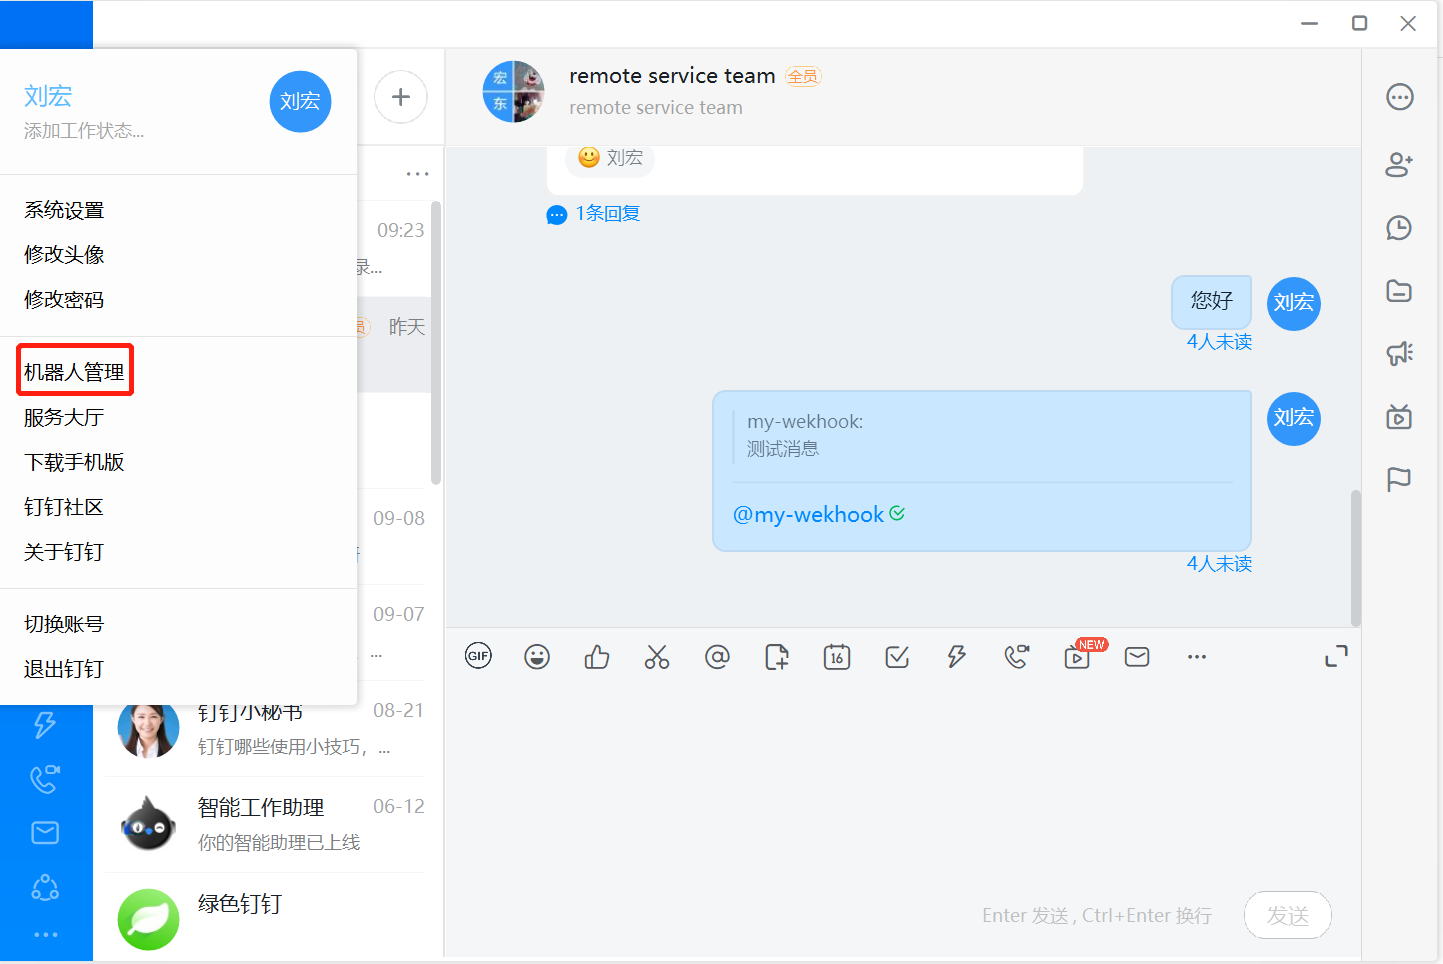 刘宏
刘宏
添加工作状态...
系统设置
修改头像
修改密码
机器人管理
服务大厅
下载手机版
钉钉社区
关于钉钉
切换账号
退出钉钉
09:23
录...
员 昨天
09-08
09-07
...
钉钉小秘书 08-21
钉钉哪些使用小技巧，...
智能工作助理 06-12
你的智能助理已上线
绿色钉钉
宏
东
remote service team 全员
remote service team
刘宏
1条回复
您好 刘宏
4人未读
my-wekhook: 刘宏
测试消息
@my-wekhook
4人未读
GIF
16
NEW
Enter 发送 , Ctrl+Enter 换行 发送